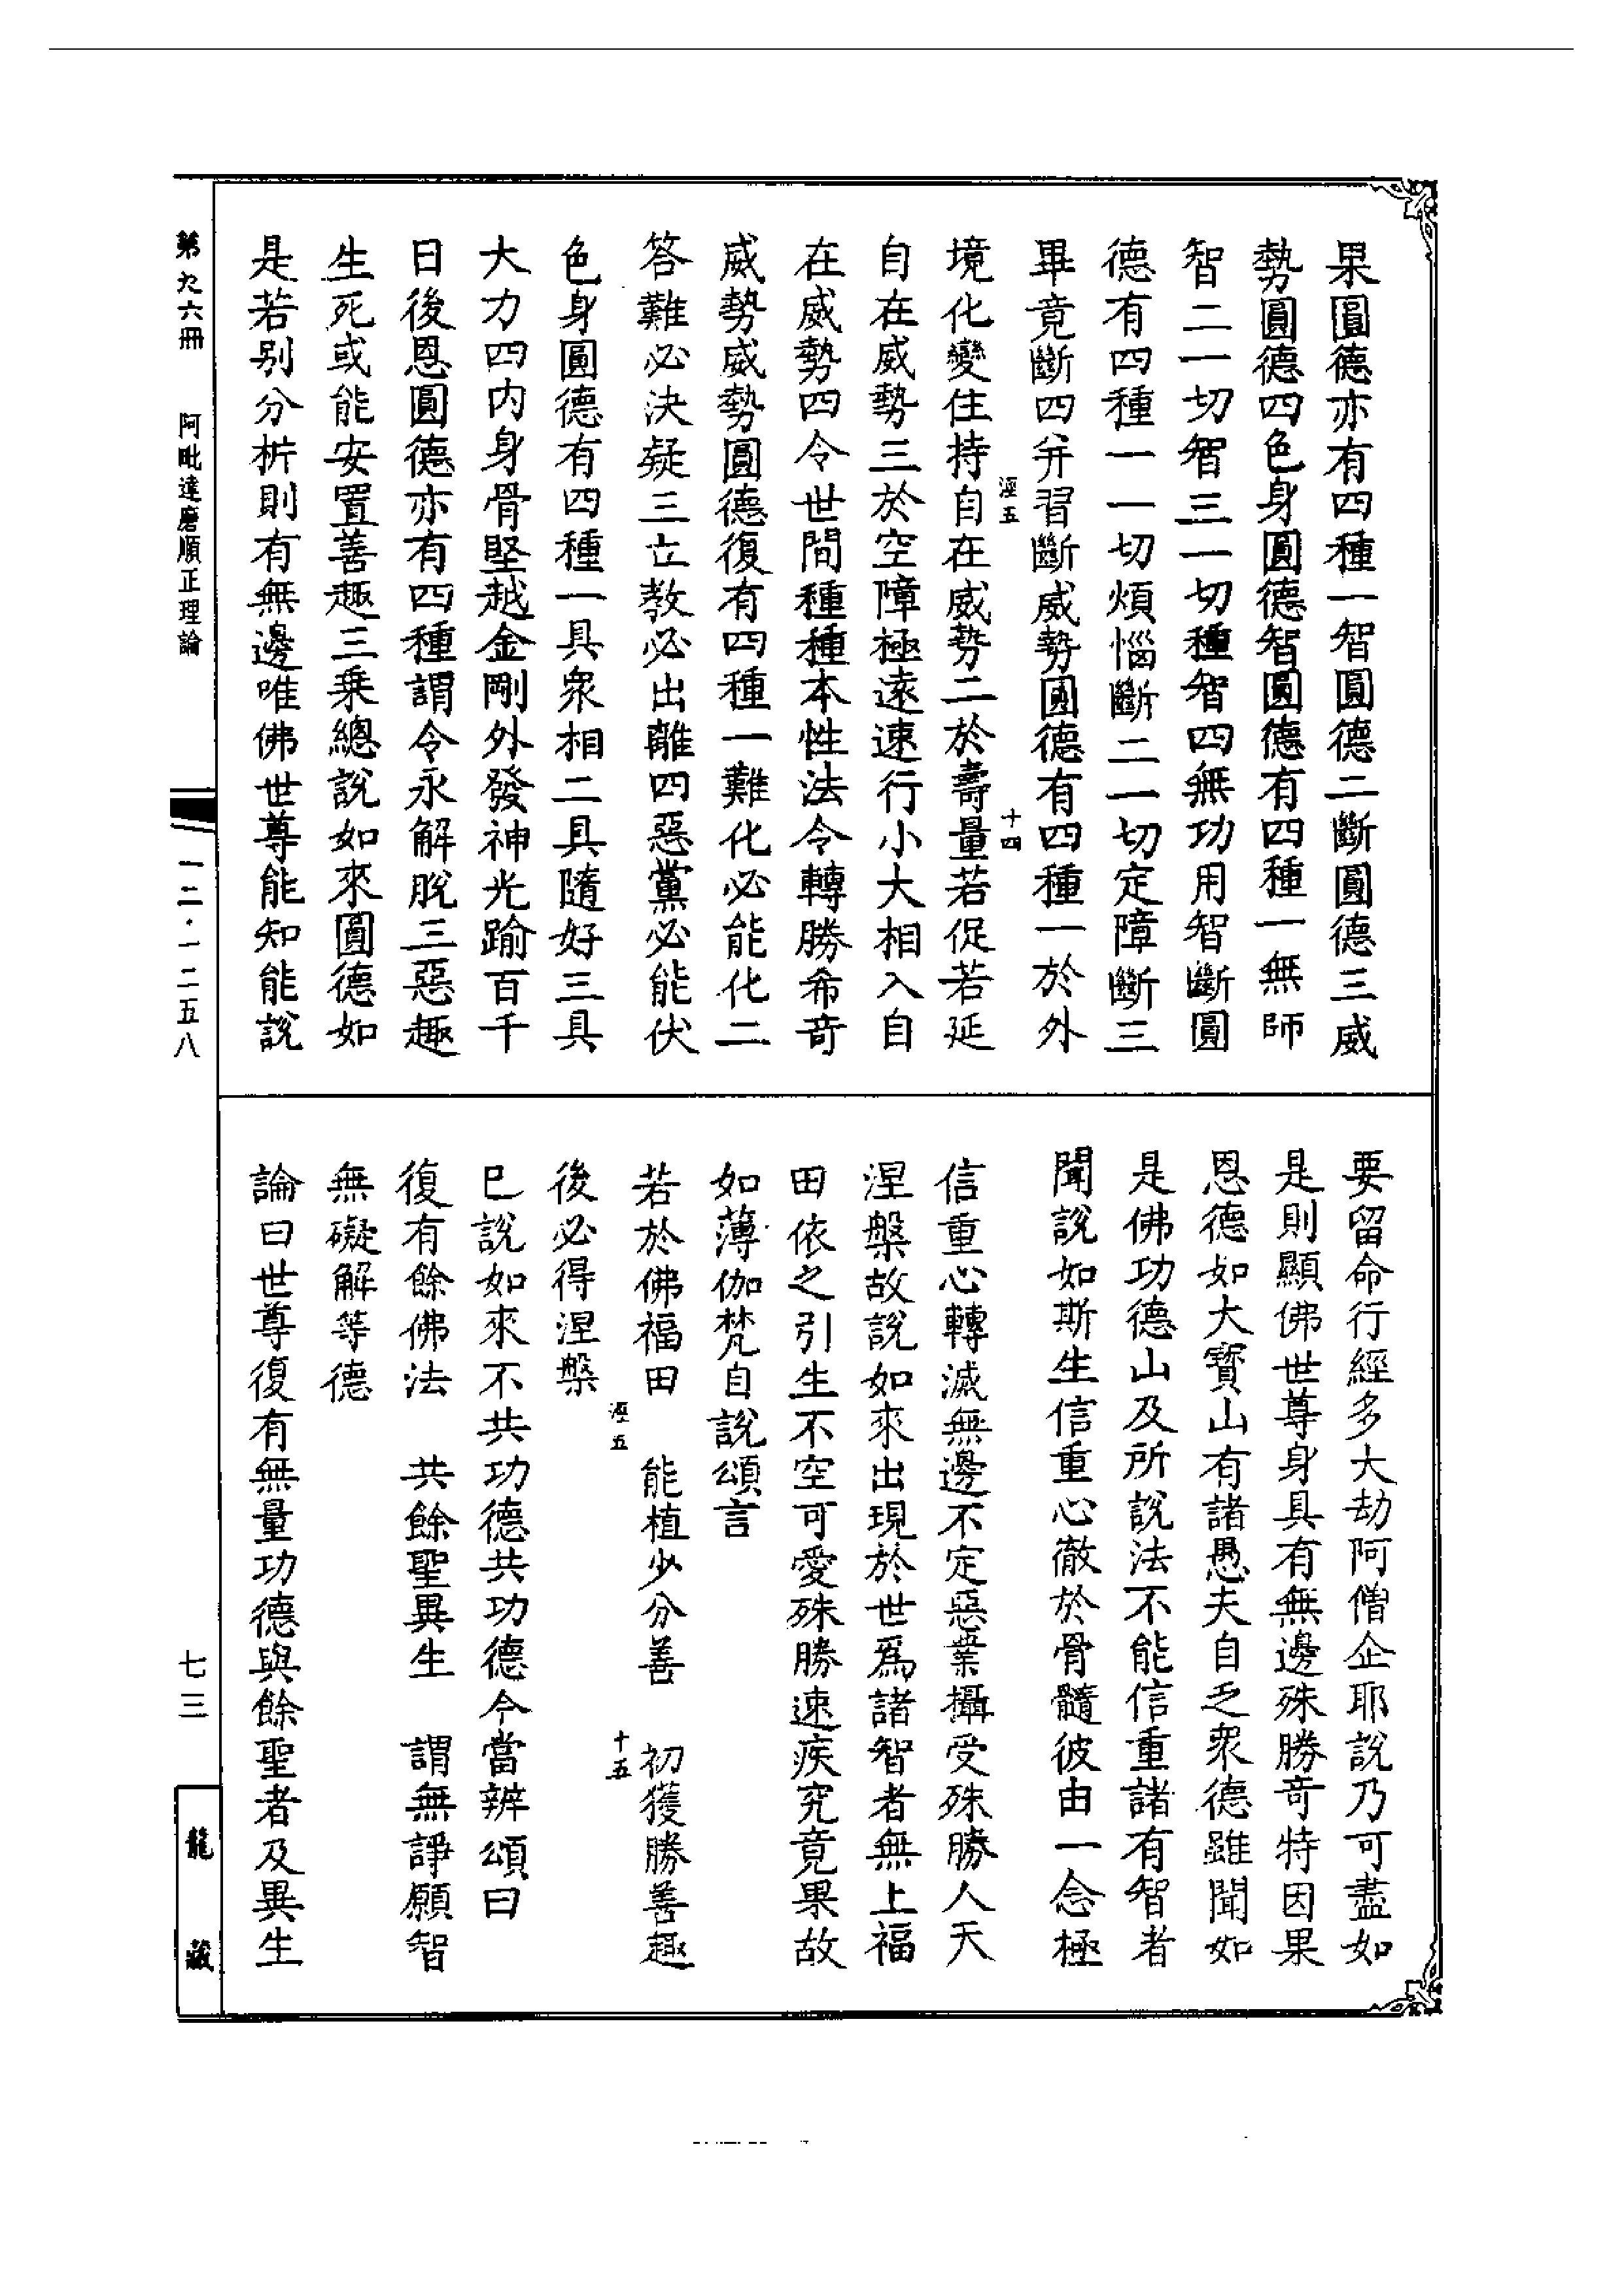 果圓德亦有四種一智圓德二斷圓德三威
勢圓德四色身圓德智圓德有四種一無師
智二一切智三一切種智四無功用智斷圓
德有四種一一切煩惱斷二一切定障斷三
畢竟斷四并習斷威勢圓德有四種一於外
涇五
十四
境化變住持自在威勢二於壽量若促若延
自在威勢三於空障極遠速行小大相入自
在威勢四令世間種種本性法令轉勝希奇
威勢威勢圓德復有四種一難化必能化二
答難必決疑三立教必出離四惡黨必能伏
色身圓德有四種一具衆相二具隨好三具
大力四內身骨堅越金剛外發神光踰百千
日後恩圓德亦有四種謂令永解脫三惡趣
生死或能安置善趣三乘總說如來圓德如
是若別分析則有無邊唯佛世尊能知能說
要留命行經多大劫阿僧企耶說乃可盡如
是則顯佛世尊身具有無邊殊勝奇特因果
恩德如大寶山有諸愚夫自乏衆德雖聞如
是佛功德山及所說法不能信重諸有智者
聞說如斯生信重心徹於骨髓彼由一念極
信重心轉滅無邊不定惡業攝受殊勝人天
涅槃故說如來出現於世爲諸智者無上福
田依之引生不空可愛殊勝速疾究竟果故
如薄伽梵自說頌言
若於佛福田　能植少分善　初獲勝善趣
涇五
十五
後必得涅槃
已說如來不共功德共功德今當辨頌曰
復有餘佛法　共餘聖異生　謂無諍願智
無礙解等德
論曰世尊復有無量功德與餘聖者及異生
第九六冊　阿毗達磨順正理論
一二·一二五八
七三
龍藏